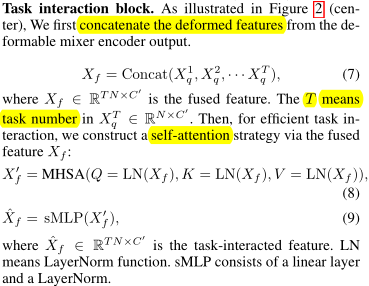 Task interaction block. As illustrated in Figure 2 (cen-
ter), We first concatenate the deformed features from the de-
formable mixer encoder output.
X_f = Concat(X_q^1, X_q^2, ⋯ X_q^T), (7)
where X_f ∈ ℝ^{TN×C′} is the fused feature. The T means
task number in X_q^T ∈ ℝ^{N×C′}. Then, for efficient task in-
teraction, we construct a self-attention strategy via the fused
feature X_f:
X′_f = MHSA(Q = LN(X_f), K = LN(X_f), V = LN(X_f)),
(8)
X̂_f = sMLP(X′_f), (9)
where X̂_f ∈ ℝ^{TN×C′} is the task-interacted feature. LN
means LayerNorm function. sMLP consists of a linear layer
and a LayerNorm.